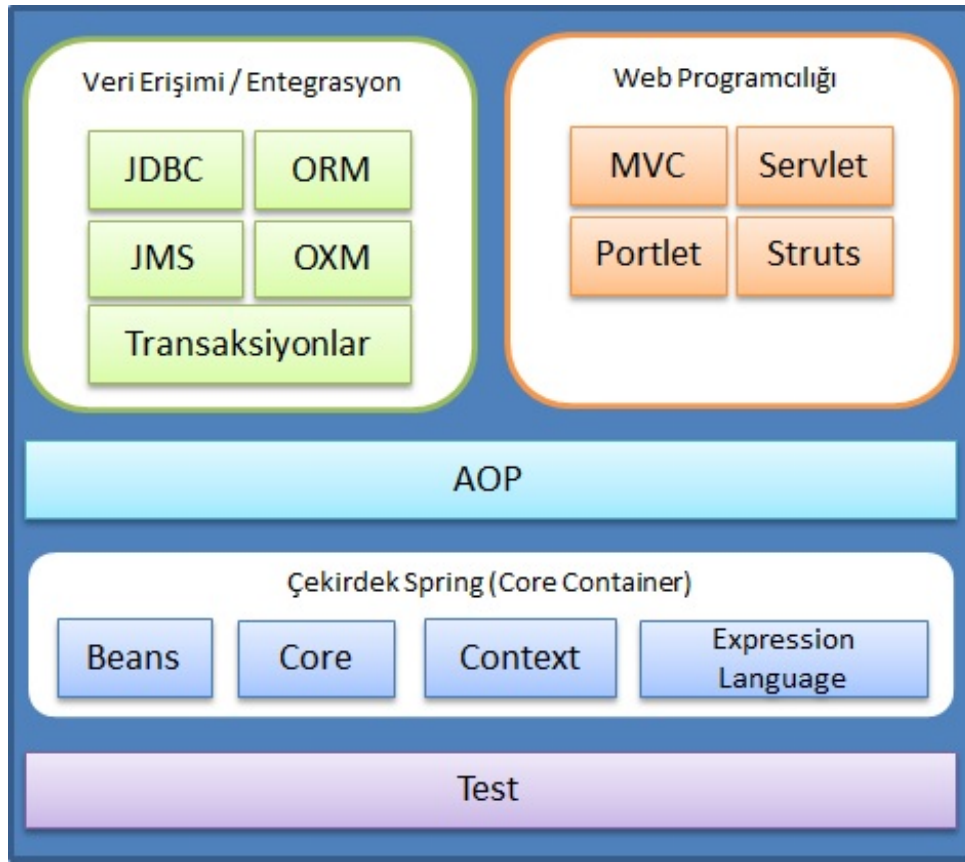 Veri Erişimi / Entegrasyon
JDBC
ORM
JMS
OXM
Transaksiyonlar
Web Programcılığı
MVC
Servlet
Portlet
Struts
AOP
Çekirdek Spring (Core Container)
Beans
Core
Context
Expression
Language
Test